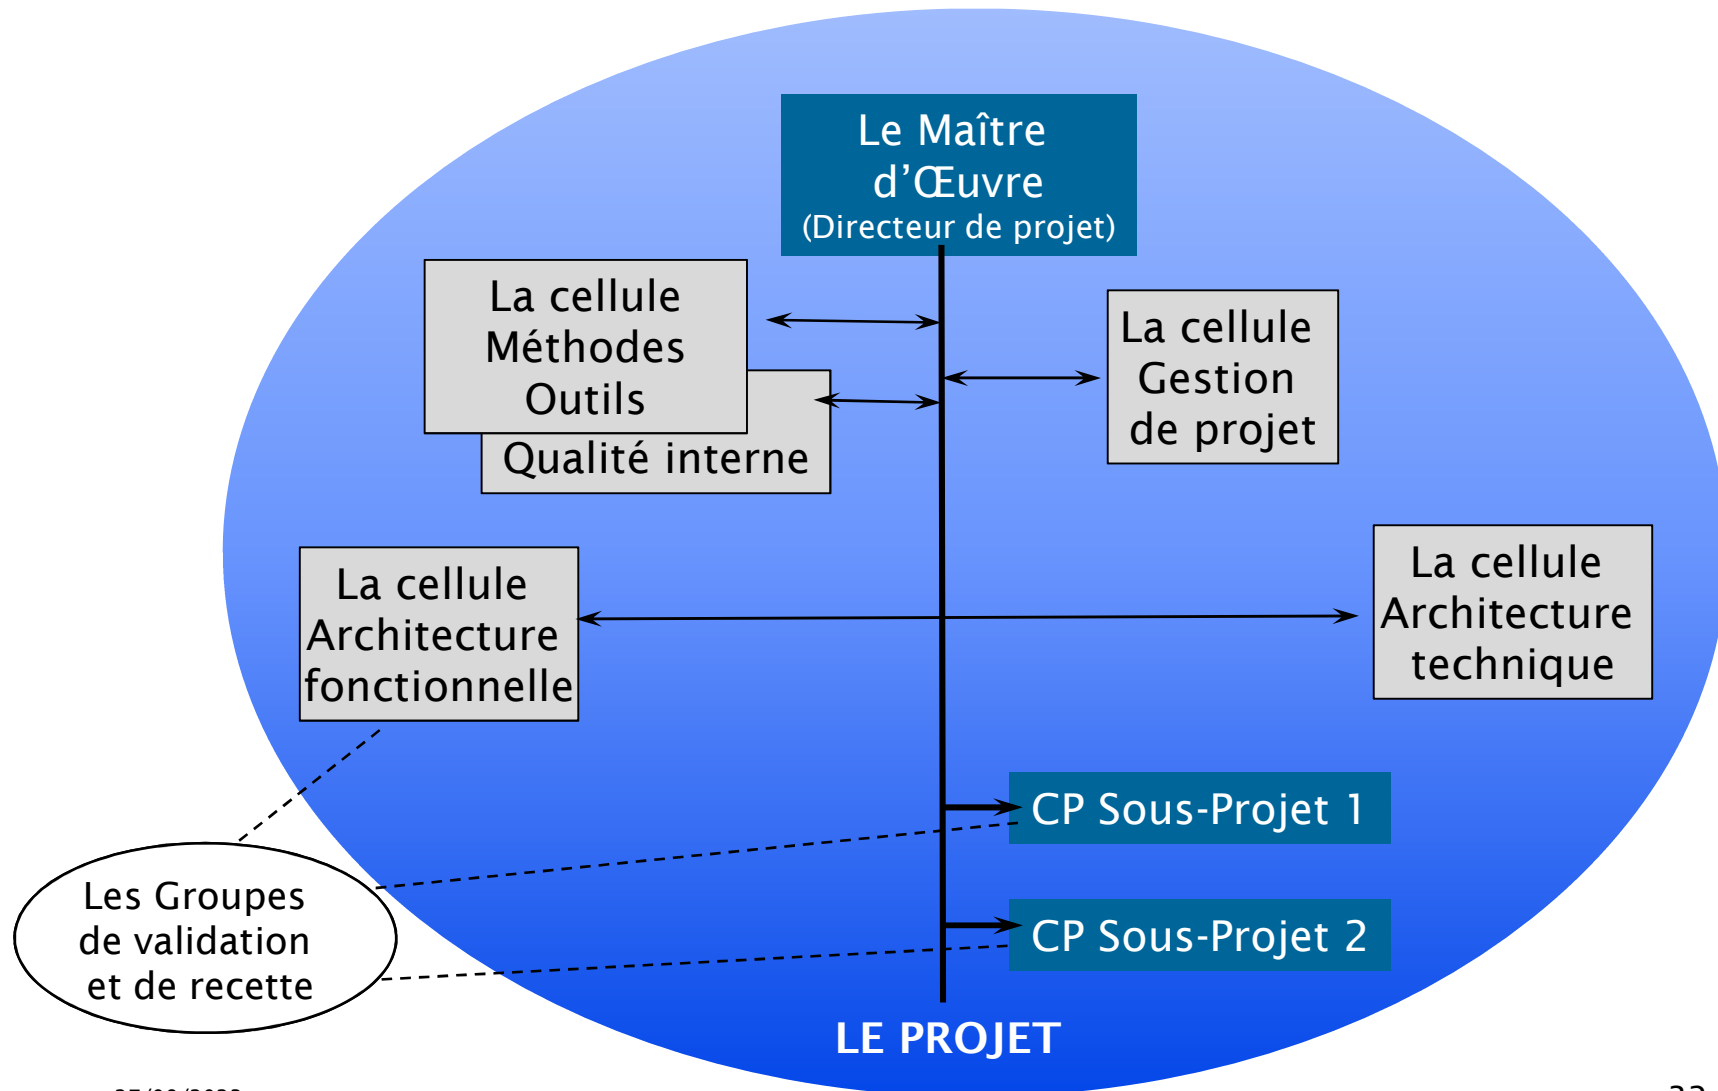 Le Maître
d’Œuvre
(Directeur de projet)
La cellule
Méthodes
Outils
Qualité interne
La cellule
Gestion
de projet
La cellule
Architecture
fonctionnelle
La cellule
Architecture
technique
CP Sous-Projet 1
CP Sous-Projet 2
Les Groupes
de validation
et de recette
LE PROJET